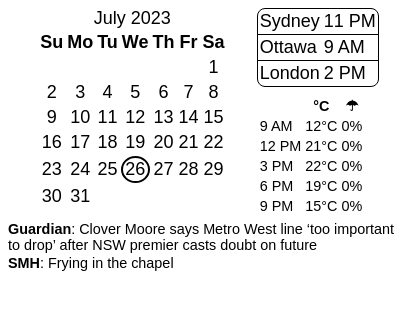 July 2023
Su Mo Tu We Th Fr Sa
1
2 3 4 5 6 7 8
9 10 11 12 13 14 15
16 17 18 19 20 21 22
23 24 25 26 27 28 29
30 31
Sydney 11 PM
Ottawa 9 AM
London 2 PM
°C ☂
9 AM 12°C 0%
12 PM 21°C 0%
3 PM 22°C 0%
6 PM 19°C 0%
9 PM 15°C 0%
Guardian: Clover Moore says Metro West line ‘too important
to drop’ after NSW premier casts doubt on future
SMH: Frying in the chapel